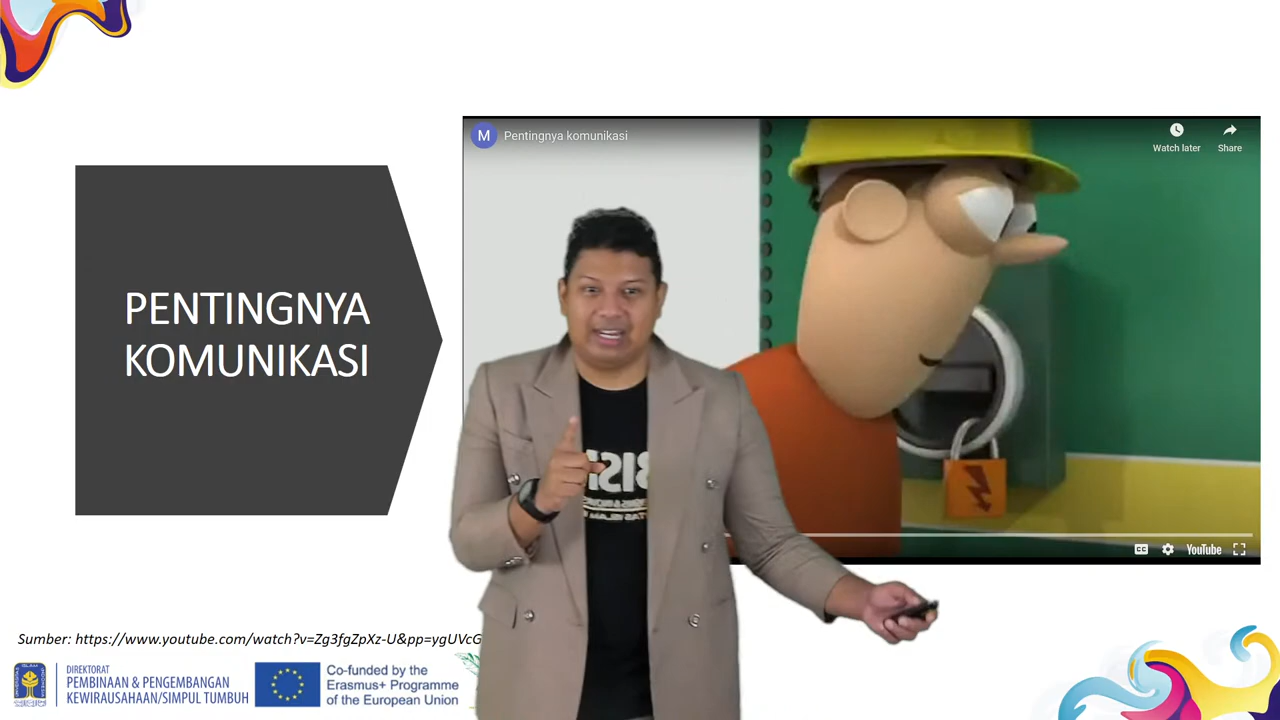 M Pentingnya komunikasi
Watch later
Share
PENTINGNYA
KOMUNIKASI
CC
YouTube
Sumber: https://www.youtube.com/watch?v=Zg3fgZpXz-U&pp=ygUVcG
DIREKTORAT
PEMBINAAN & PENGEMBANGAN
KEWIRAUSAHAAN/SIMPUL TUMBUH
Co-funded by the
Erasmus+ Programme
of the European Union